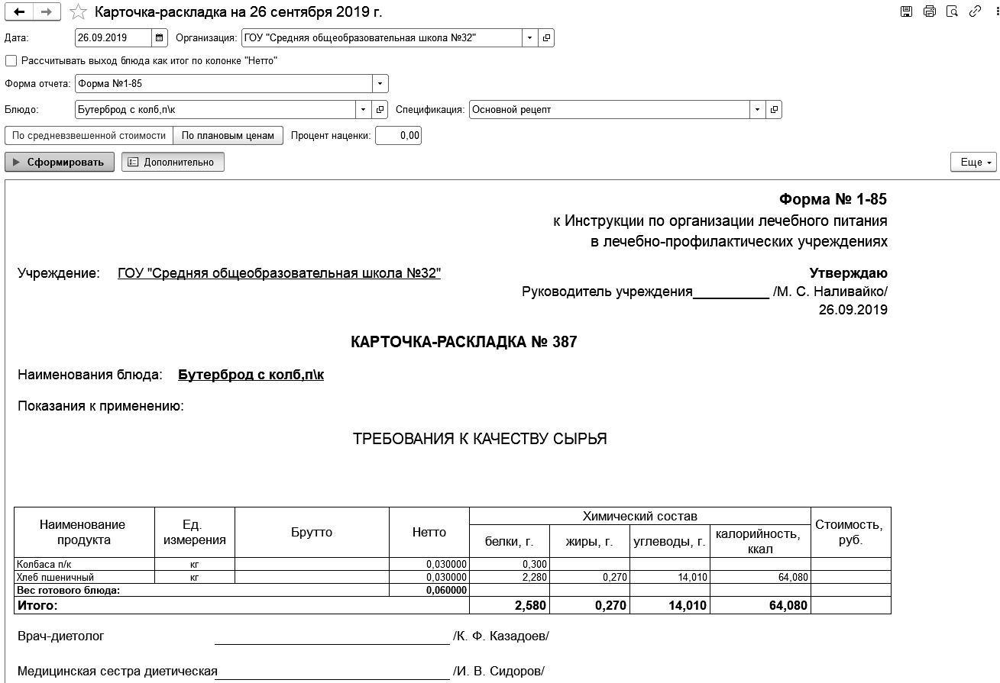 Карточка-раскладка на 26 сентября 2019 г.
Дата: 26.09.2019 Организация: ГОУ "Средняя общеобразовательная школа №32"
Рассчитывать выход блюда как итог по колонке "Нетто"
Форма отчета: Форма №1-85
Блюдо: Бутерброд с колб,п\к Спецификация: Основной рецепт
По средневзвешенной стоимости По плановым ценам Процент наценки: 0,00
Сформировать Дополнительно Еще
Форма № 1-85
к Инструкции по организации лечебного питания
в лечебно-профилактических учреждениях
Учреждение: ГОУ "Средняя общеобразовательная школа №32" Утверждаю
Руководитель учреждения__________ /М. С. Наливайко/
26.09.2019
КАРТОЧКА-РАСКЛАДКА № 387
Наименования блюда: Бутерброд с колб,п\к
Показания к применению:
ТРЕБОВАНИЯ К КАЧЕСТВУ СЫРЬЯ
Наименование продукта Ед. измерения Брутто Нетто Химический состав Стоимость, руб.
белки, г. жиры, г. углеводы, г. калорийность, ккал
Колбаса п/к кг 0,030000 0,300
Хлеб пшеничный кг 0,030000 2,280 0,270 14,010 64,080
Вес готового блюда: 0,060000
Итого: 2,580 0,270 14,010 64,080
Врач-диетолог /К. Ф. Казадоев/
Медицинская сестра диетическая /И. В. Сидоров/